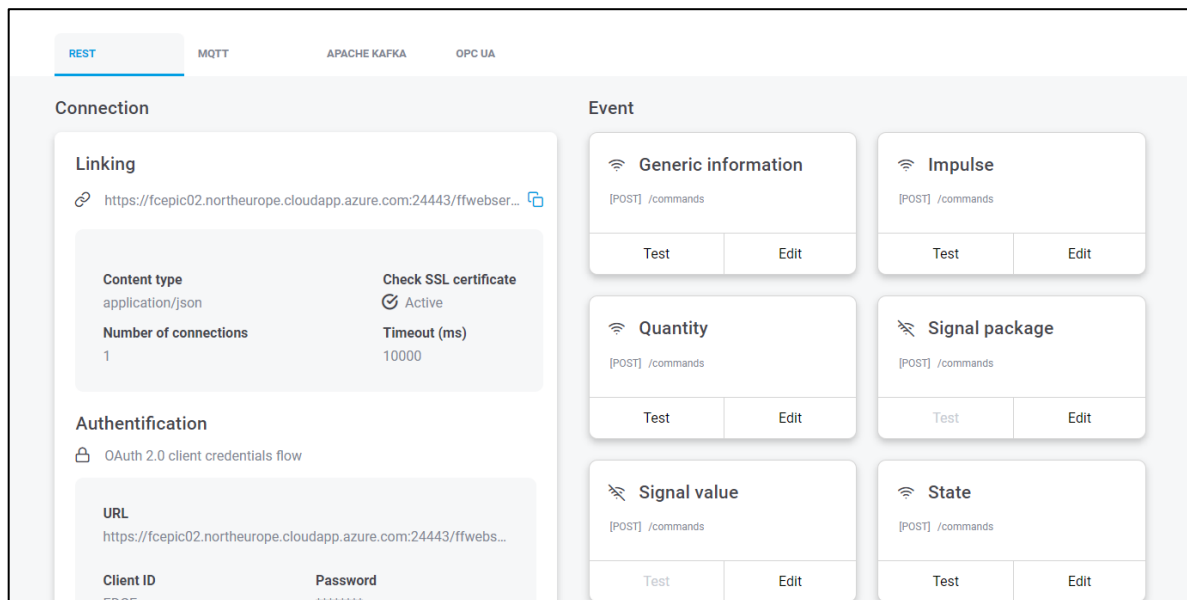 REST MQTT APACHE KAFKA OPC UA
Connection
Linking
https://fcepic02.northeurope.cloudapp.azure.com:24443/ffwebser...
Content type Check SSL certificate
application/json Active
Number of connections Timeout (ms)
1 10000
Authentification
OAuth 2.0 client credentials flow
URL
https://fcepic02.northeurope.cloudapp.azure.com:24443/ffwebs...
Client ID Password
Event
Generic information
[POST] /commands
Test Edit
Impulse
[POST] /commands
Test Edit
Quantity
[POST] /commands
Test Edit
Signal package
[POST] /commands
Test Edit
Signal value
[POST] /commands
Test Edit
State
[POST] /commands
Test Edit